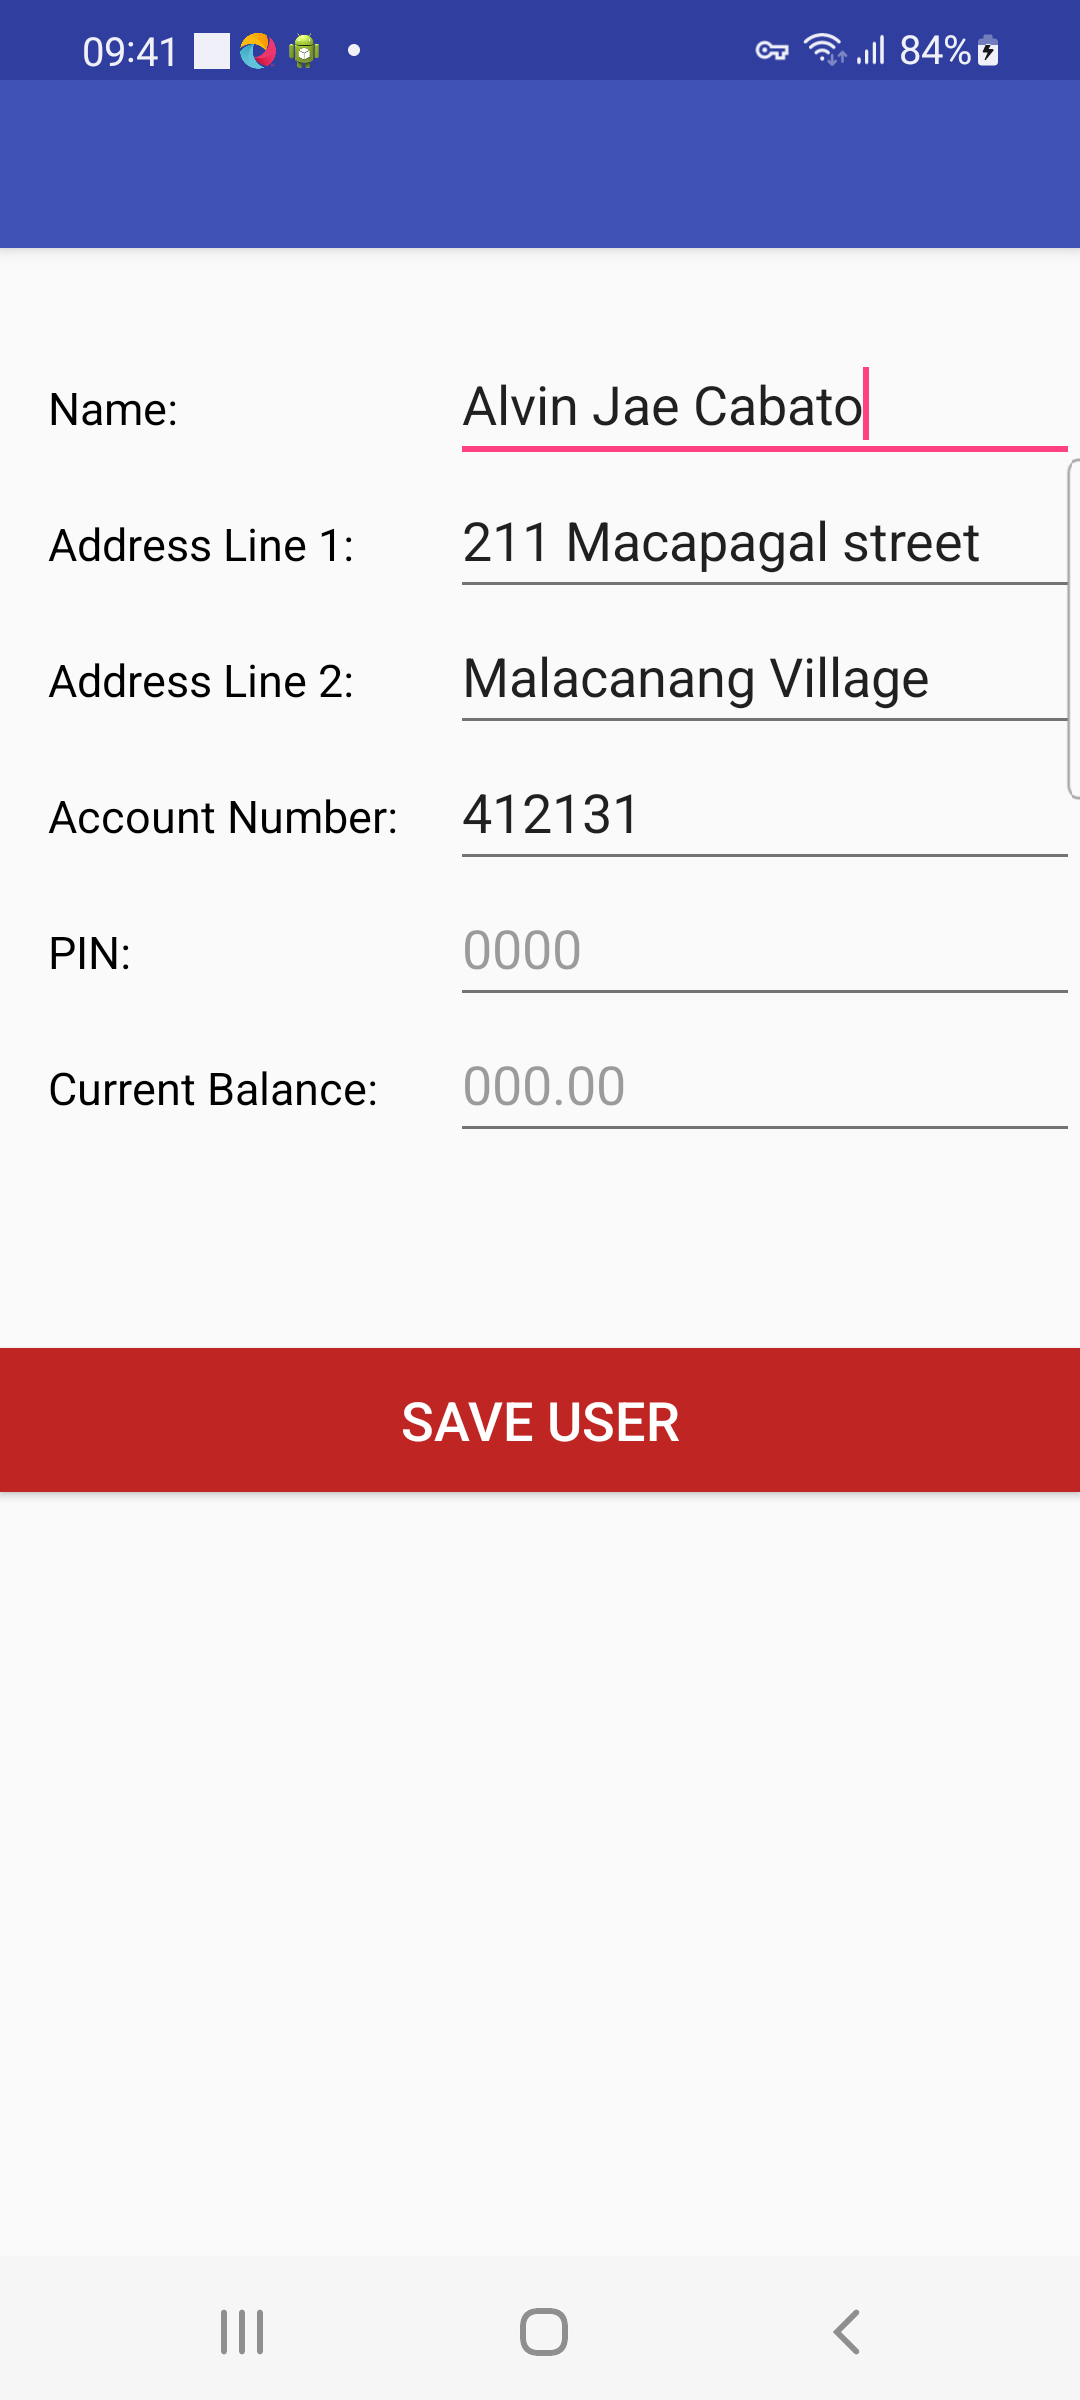 09:41 84%
Name: Alvin Jae Cabato
Address Line 1: 211 Macapagal street
Address Line 2: Malacanang Village
Account Number: 412131
PIN: 0000
Current Balance: 000.00
SAVE USER